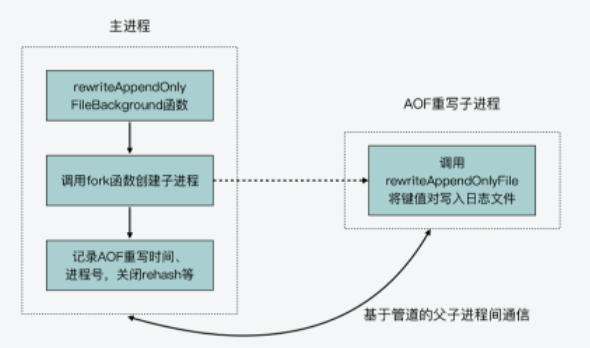 主进程
rewriteAppendOnly
FileBackground函数
调用fork函数创建子进程
记录AOF重写时间、
进程号，关闭rehash等
AOF重写子进程
调用
rewriteAppendOnlyFile
将键值对写入日志文件
基于管道的父子进程间通信